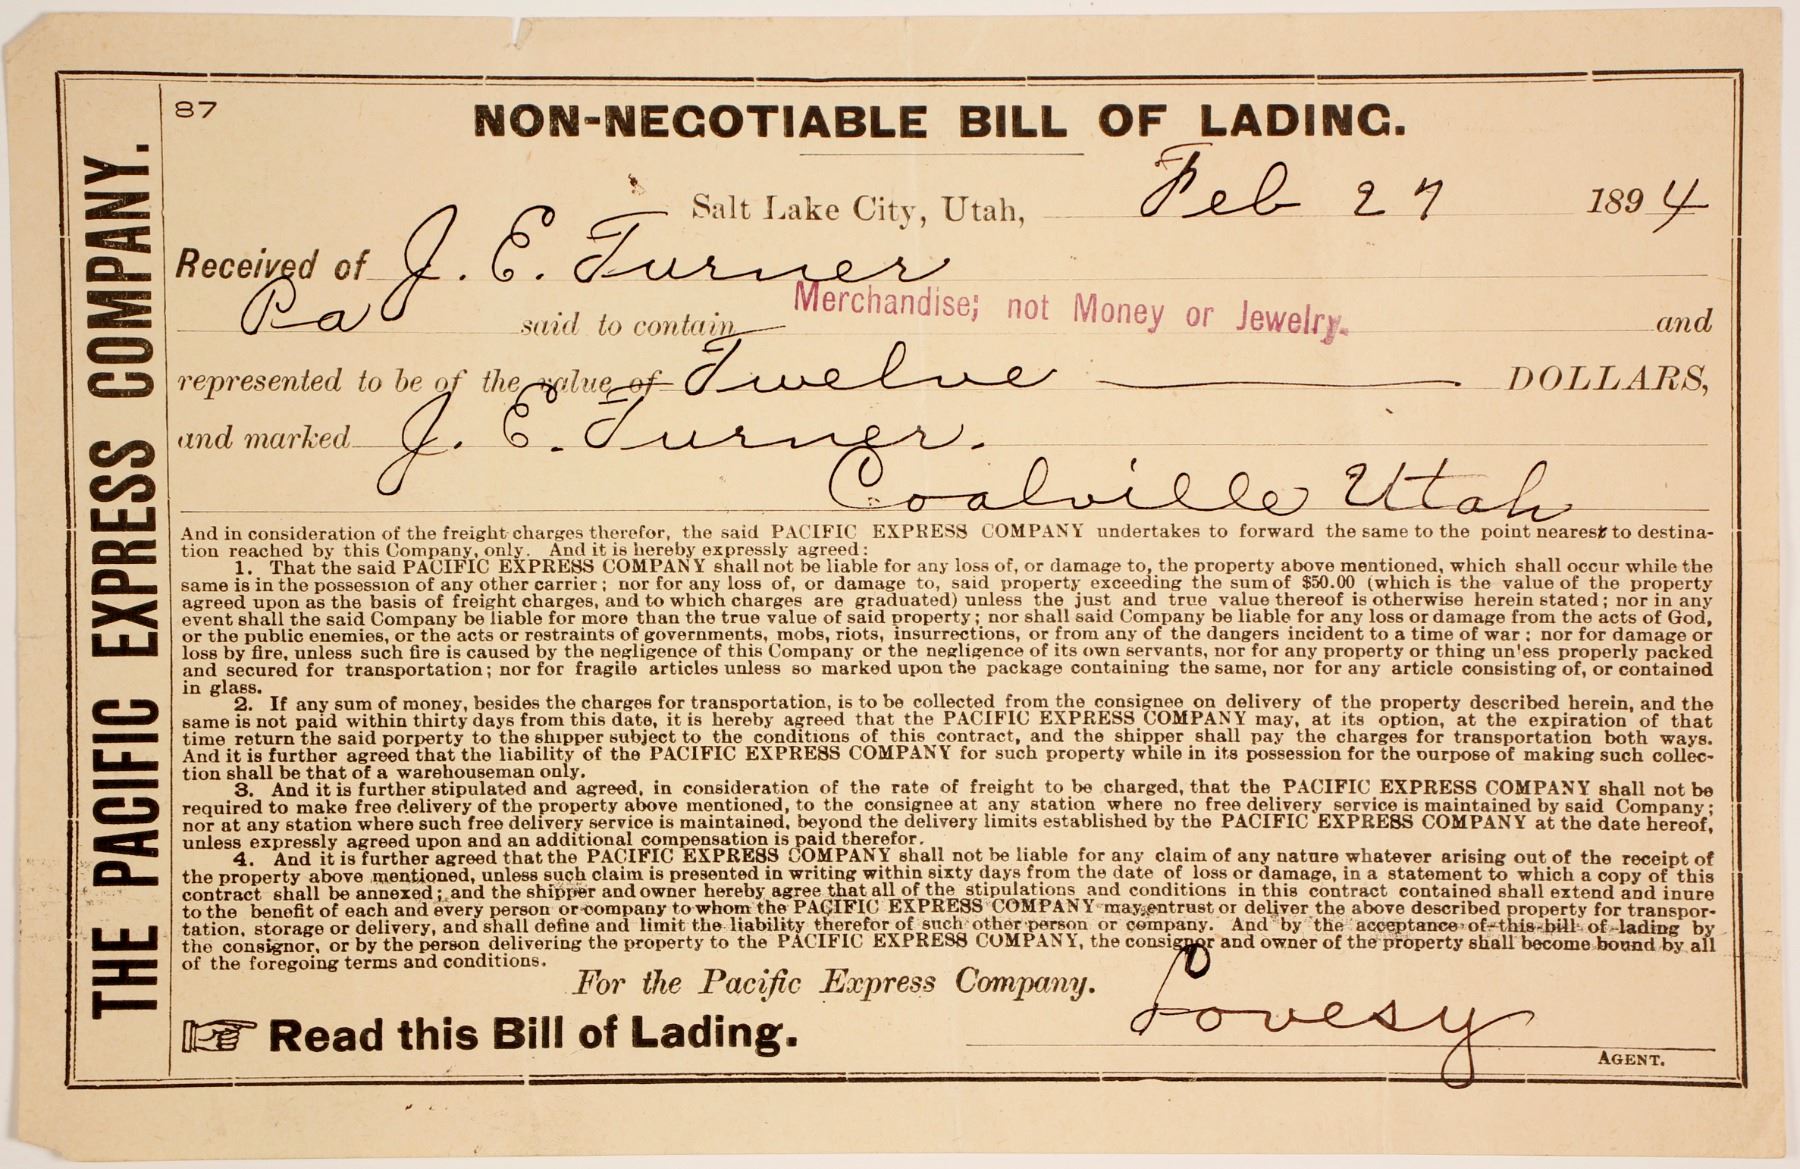 THE PACIFIC EXPRESS COMPANY.
87
NON-NEGOTIABLE BILL OF LADING.
Salt Lake City, Utah, Feb 27 1894
Received of J. E. Turner
Pa said to contain Merchandise; not Money or Jewelry. and
represented to be of the value of Twelve DOLLARS,
and marked J. E. Turner.
Coalville Utah
And in consideration of the freight charges therefor, the said PACIFIC EXPRESS COMPANY undertakes to forward the same to the point nearest to destina-
tion reached by this Company, only. And it is hereby expressly agreed:
1. That the said PACIFIC EXPRESS COMPANY shall not be liable for any loss of, or damage to, the property above mentioned, which shall occur while the
same is in the possession of any other carrier; nor for any loss of, or damage to, said property exceeding the sum of $50.00 (which is the value of the property
agreed upon as the basis of freight charges, and to which charges are graduated) unless the just and true value thereof is otherwise herein stated; nor in any
event shall the said Company be liable for more than the true value of said property; nor shall said Company be liable for any loss or damage from the acts of God,
or the public enemies, or the acts or restraints of governments, mobs, riots, insurrections, or from any of the dangers incident to a time of war; nor for damage or
loss by fire, unless such fire is caused by the negligence of this Company or the negligence of its own servants, nor for any property or thing un'ess properly packed
and secured for transportation; nor for fragile articles unless so marked upon the package containing the same, nor for any article consisting of, or contained
in glass.
2. If any sum of money, besides the charges for transportation, is to be collected from the consignee on delivery of the property described herein, and the
same is not paid within thirty days from this date, it is hereby agreed that the PACIFIC EXPRESS COMPANY may, at its option, at the expiration of that
time return the said porperty to the shipper subject to the conditions of this contract, and the shipper shall pay the charges for transportation both ways.
And it is further agreed that the liability of the PACIFIC EXPRESS COMPANY for such property while in its possession for the purpose of making such collec-
tion shall be that of a warehouseman only.
3. And it is further stipulated and agreed, in consideration of the rate of freight to be charged, that the PACIFIC EXPRESS COMPANY shall not be
required to make free delivery of the property above mentioned, to the consignee at any station where no free delivery service is maintained by said Company;
nor at any station where such free delivery service is maintained, beyond the delivery limits established by the PACIFIC EXPRESS COMPANY at the date hereof,
unless expressly agreed upon and an additional compensation is paid therefor.
4. And it is further agreed that the PACIFIC EXPRESS COMPANY shall not be liable for any claim of any nature whatever arising out of the receipt of
the property above mentioned, unless such claim is presented in writing within sixty days from the date of loss or damage, in a statement to which a copy of this
contract shall be annexed; and the shipper and owner hereby agree that all of the stipulations and conditions in this contract contained shall extend and inure
to the benefit of each and every person or company to whom the PACIFIC EXPRESS COMPANY may entrust or deliver the above described property for transpor-
tation, storage or delivery, and shall define and limit the liability therefor of such other person or company. And by the acceptance of this bill of lading by
the consignor, or by the person delivering the property to the PACIFIC EXPRESS COMPANY, the consignor and owner of the property shall become bound by all
of the foregoing terms and conditions.
For the Pacific Express Company.
Lovesy
Read this Bill of Lading.
AGENT.